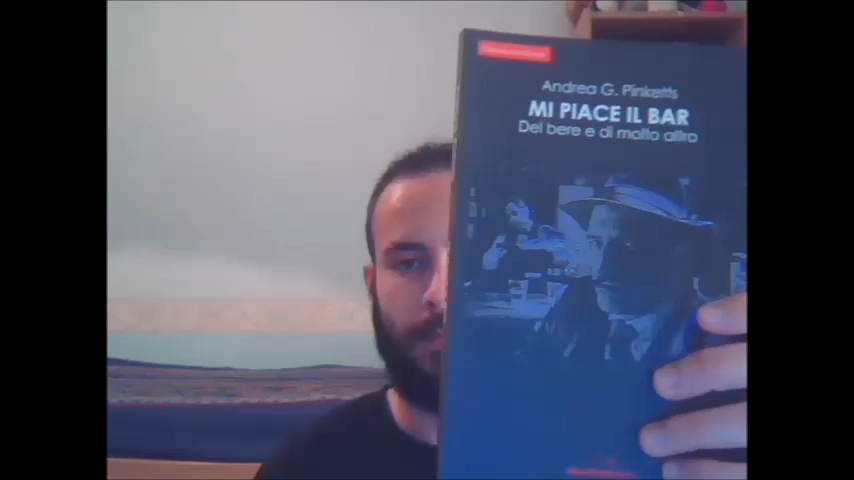 Andrea G. Pinketts
MI PIACE IL BAR
Del bere e di molto altro